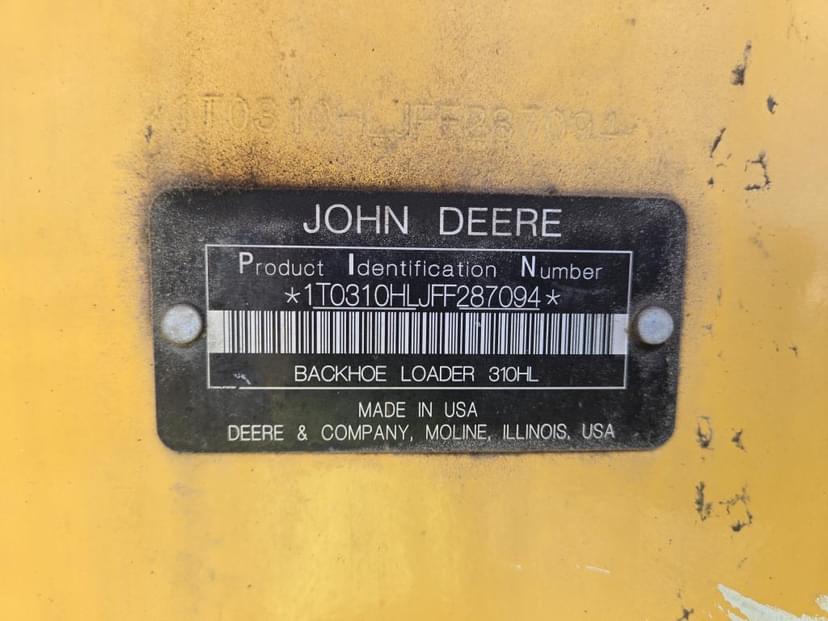 1T0310HLJFF287094
JOHN DEERE
Product Identification Number
*1T0310HLJFF287094*
BACKHOE LOADER 310HL
MADE IN USA
DEERE & COMPANY, MOLINE, ILLINOIS, USA